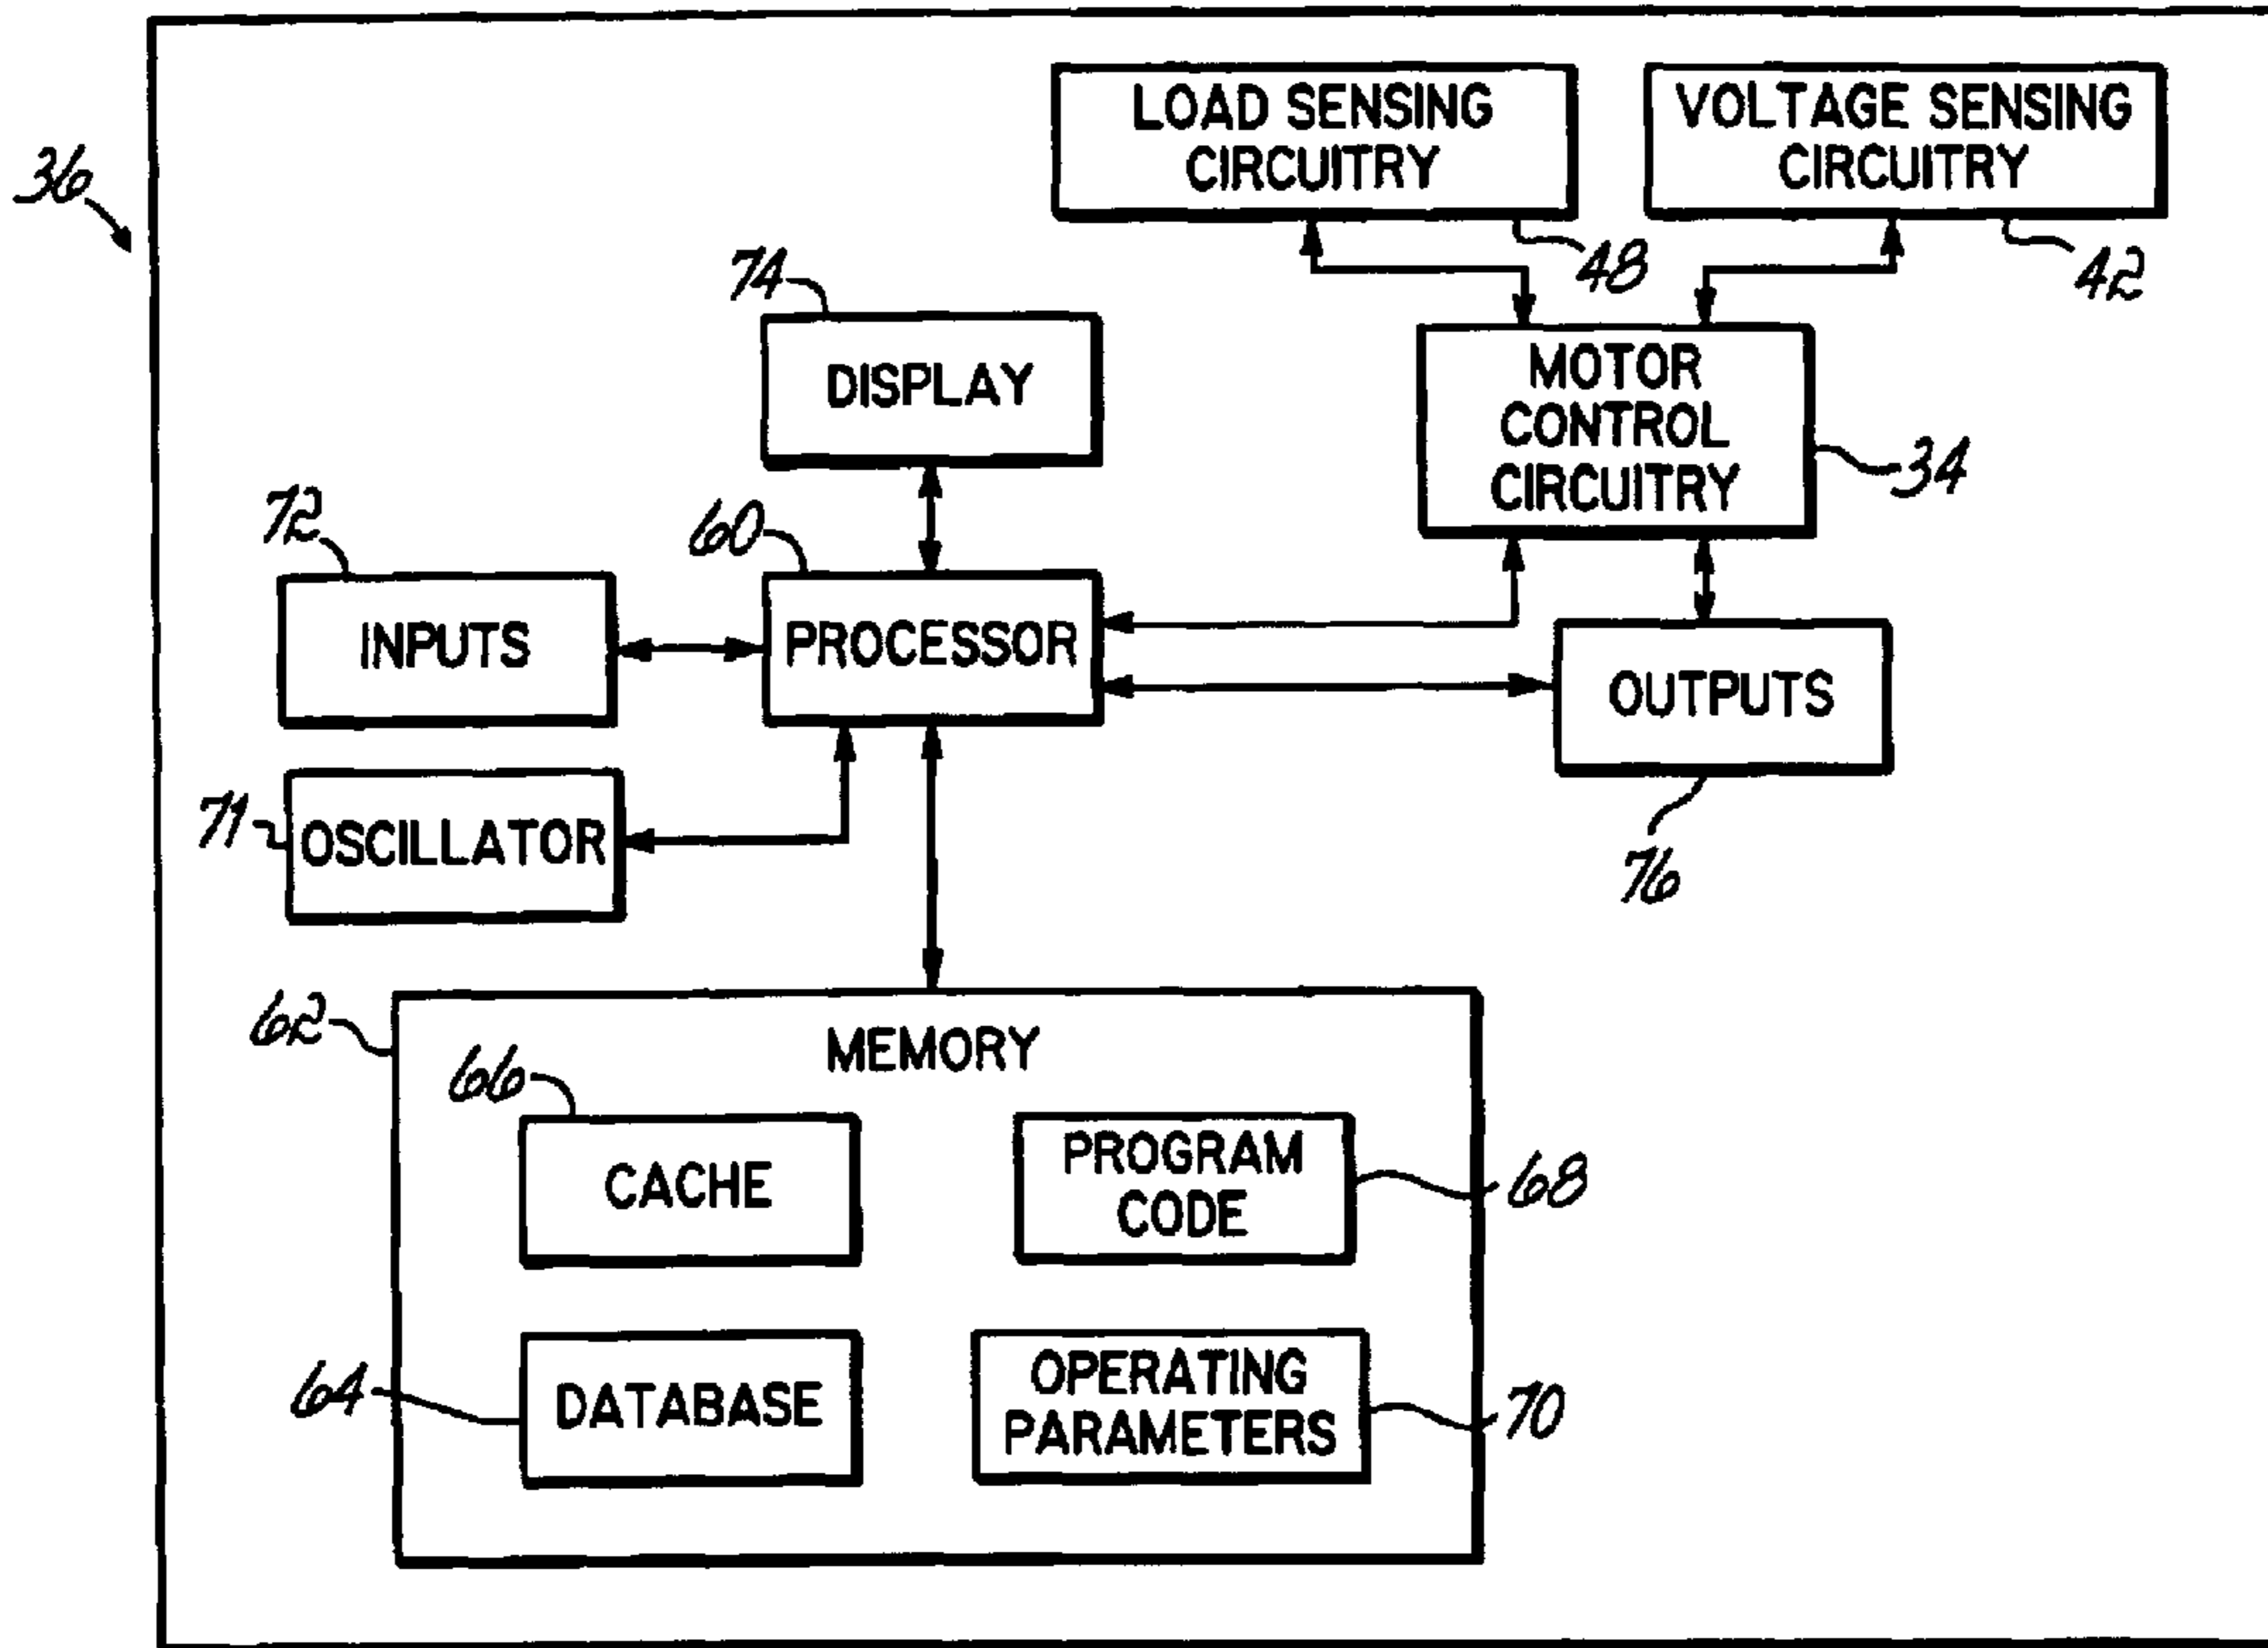 36
LOAD SENSING
CIRCUITRY
48
VOLTAGE SENSING
CIRCUITRY
42
74
DISPLAY
MOTOR
CONTROL
CIRCUITRY
34
72
INPUTS
60
PROCESSOR
OUTPUTS
76
71
OSCILLATOR
62
MEMORY
66
CACHE
PROGRAM
CODE
68
64
DATABASE
OPERATING
PARAMETERS
70